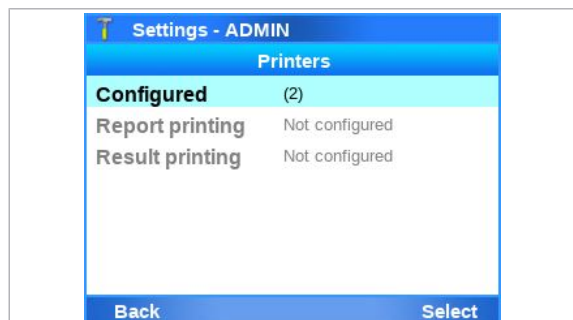 Settings - ADMIN
Printers
Configured (2)
Report printing Not configured
Result printing Not configured
Back Select